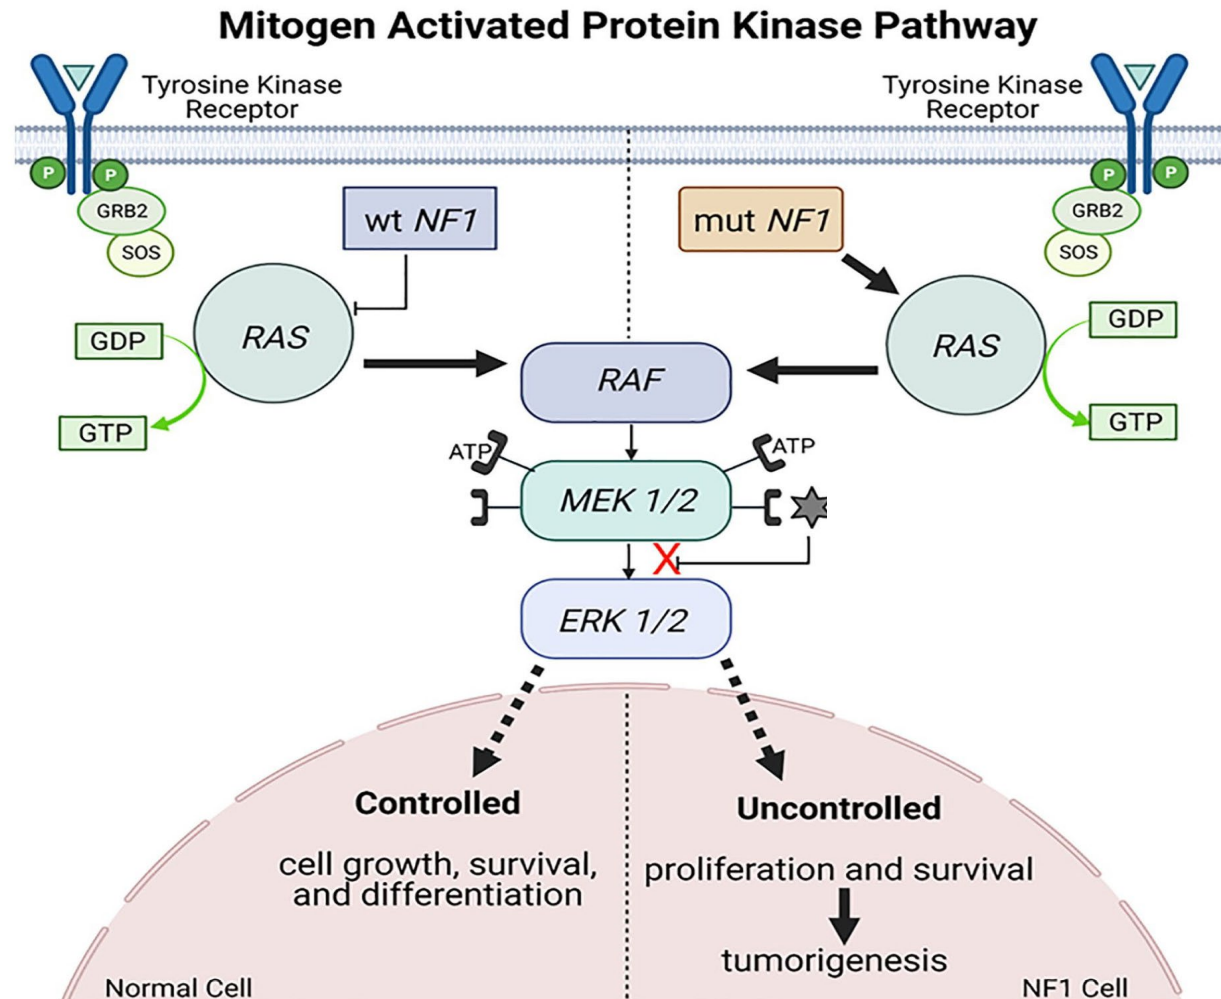 Mitogen Activated Protein Kinase Pathway
Tyrosine Kinase
Receptor
Tyrosine Kinase
Receptor
P
P
GRB2
SOS
wt NF1
mut NF1
P
P
GRB2
SOS
GDP
RAS
GTP
RAS
GDP
GTP
RAF
ATP
ATP
MEK 1/2
X
ERK 1/2
Controlled
cell growth, survival,
and differentiation
Uncontrolled
proliferation and survival
tumorigenesis
Normal Cell
NF1 Cell